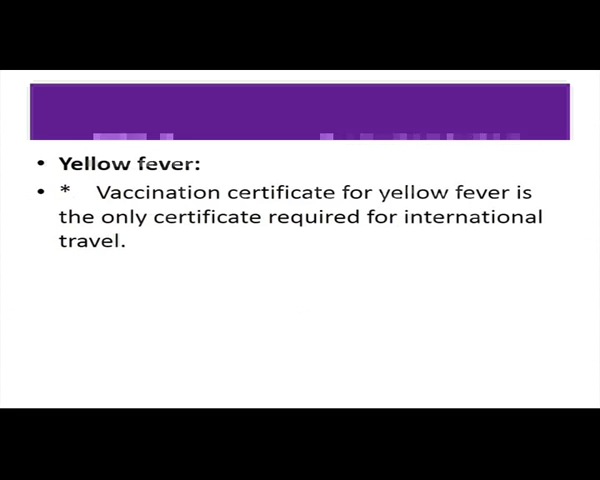 • Yellow fever:
• * Vaccination certificate for yellow fever is
the only certificate required for international
travel.